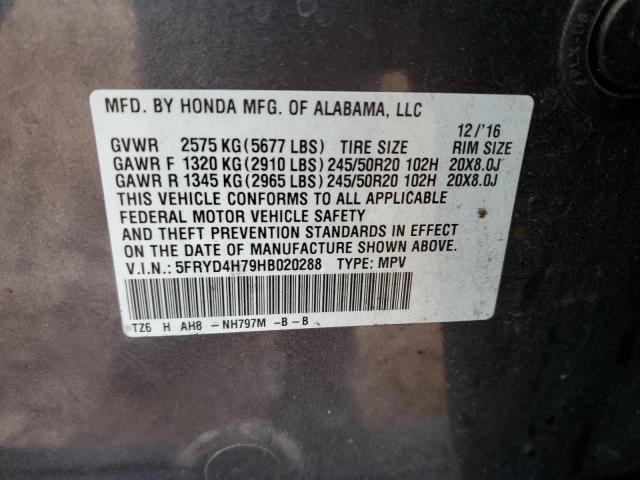 MFD. BY HONDA MFG. OF ALABAMA, LLC
12/'16
GVWR 2575 KG(5677 LBS) TIRE SIZE RIM SIZE
GAWR F 1320 KG(2910 LBS)245/50R20 102H 20X8.0J
GAWR R 1345 KG(2965 LBS)245/50R20 102H 20X8.0J
THIS VEHICLE CONFORMS TO ALL APPLICABLE
FEDERAL MOTOR VEHICLE SAFETY
AND THEFT PREVENTION STANDARDS IN EFFECT
ON THE DATE OF MANUFACTURE SHOWN ABOVE.
V.I.N.: 5FRYD4H79HB020288 TYPE: MPV
TZ6 H AH8 - NH797M -B - B